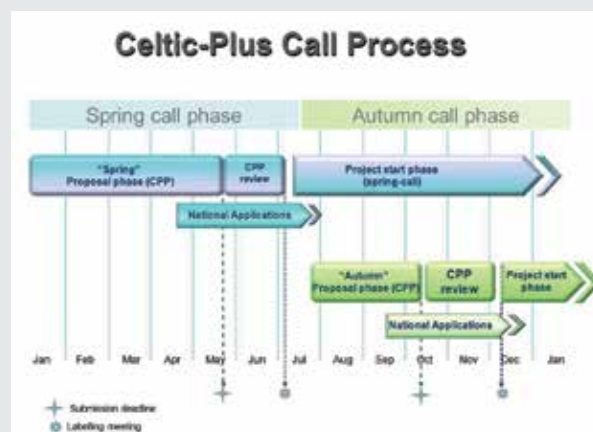 Celtic-Plus Call Process
Spring call phase
Autumn call phase
"Spring"
Proposal phase (CPP)
CPP
review
Project start phase
(spring-call)
National Applications
"Autumn"
Proposal phase (CPP)
CPP
review
Project start
phase
National Applications
Jan Feb Mar Apr May Jun Jul Aug Sep Oct Nov Dec Jan
Submission deadline
Labelling meeting